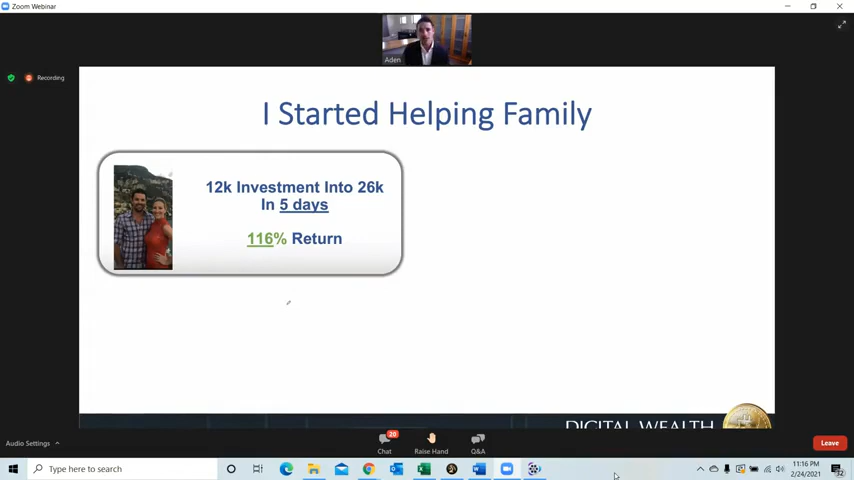 Zoom Webinar
Aden
Recording
I Started Helping Family
12k Investment Into 26k
In 5 days
116% Return
DIGITAL WEALTH
Audio Settings
20
Chat
Raise Hand
Q&A
Leave
Type here to search
11:16 PM
2/24/2021